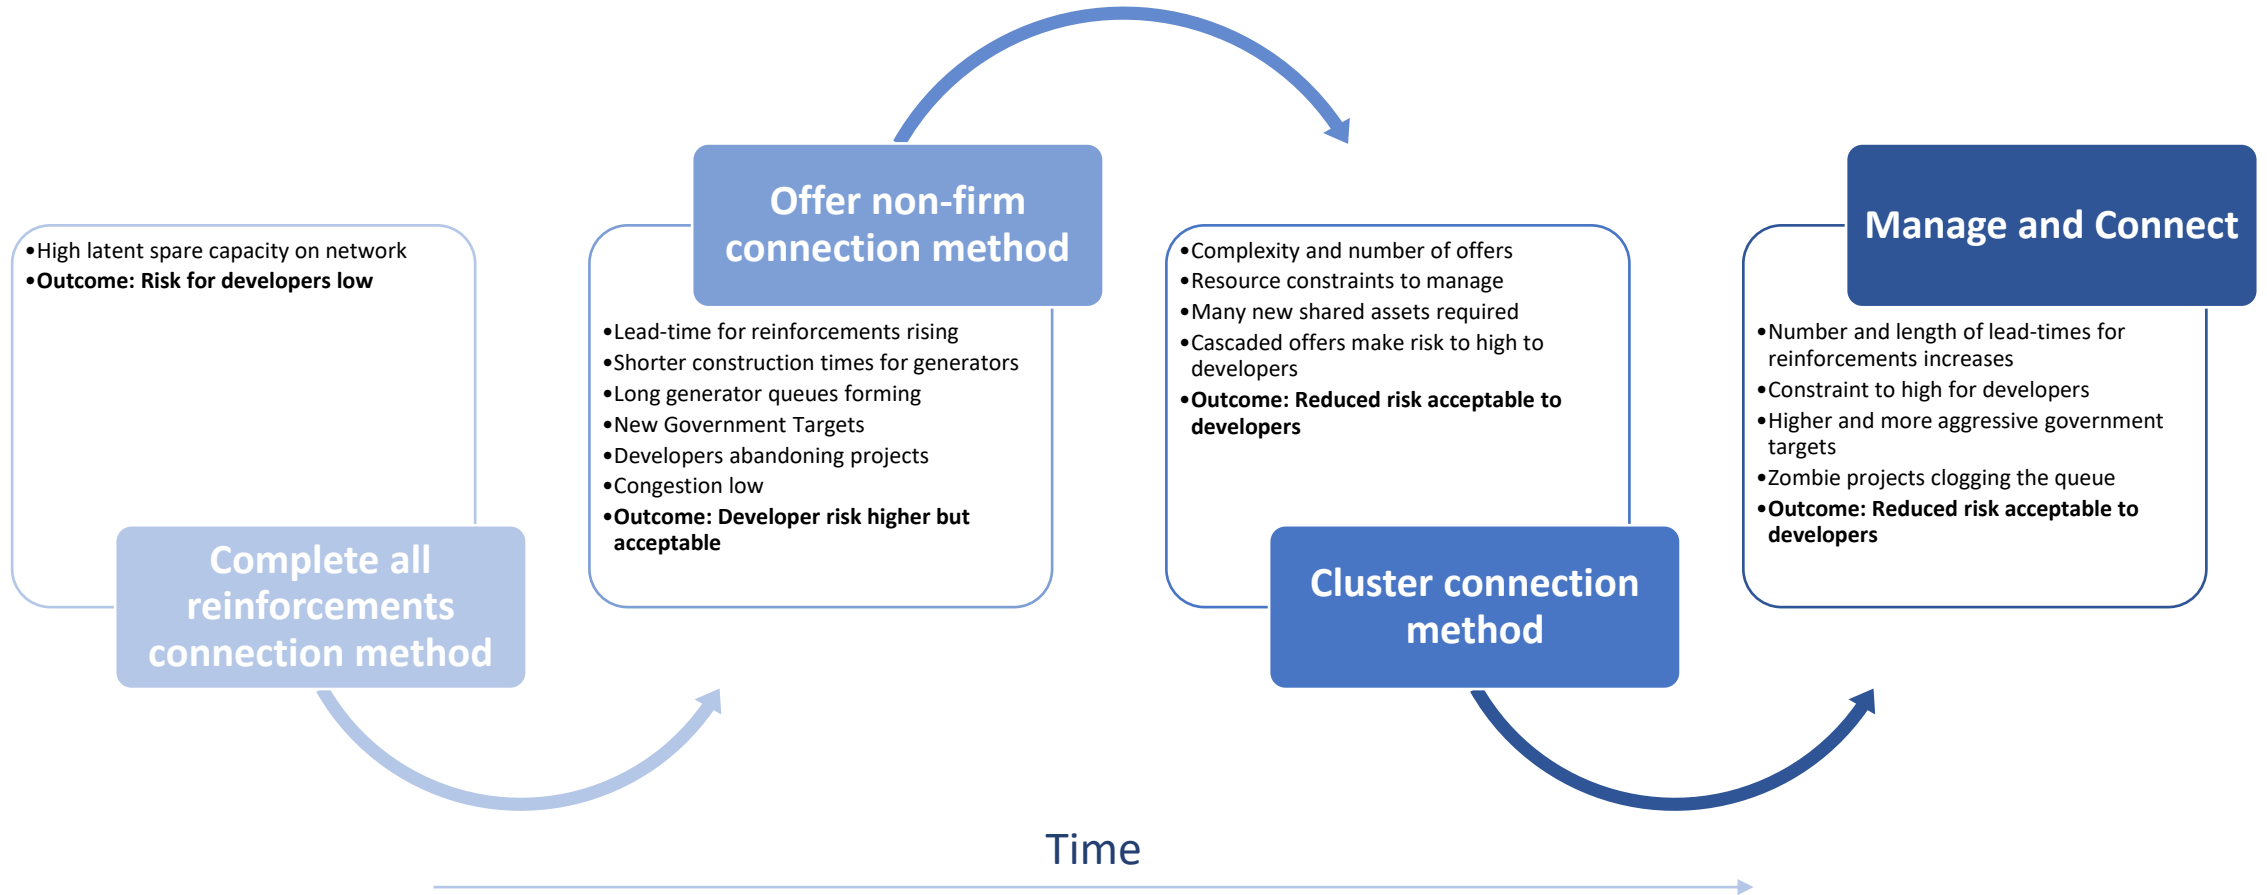 •High latent spare capacity on network
•Outcome: Risk for developers low
Complete all
reinforcements
connection method
Offer non-firm
connection method
•Lead-time for reinforcements rising
•Shorter construction times for generators
•Long generator queues forming
•New Government Targets
•Developers abandoning projects
•Congestion low
•Outcome: Developer risk higher but
acceptable
•Complexity and number of offers
•Resource constraints to manage
•Many new shared assets required
•Cascaded offers make risk to high to
developers
•Outcome: Reduced risk acceptable to
developers
Cluster connection
method
Manage and Connect
•Number and length of lead-times for
reinforcements increases
•Constraint to high for developers
•Higher and more aggressive government
targets
•Zombie projects clogging the queue
•Outcome: Reduced risk acceptable to
developers
Time